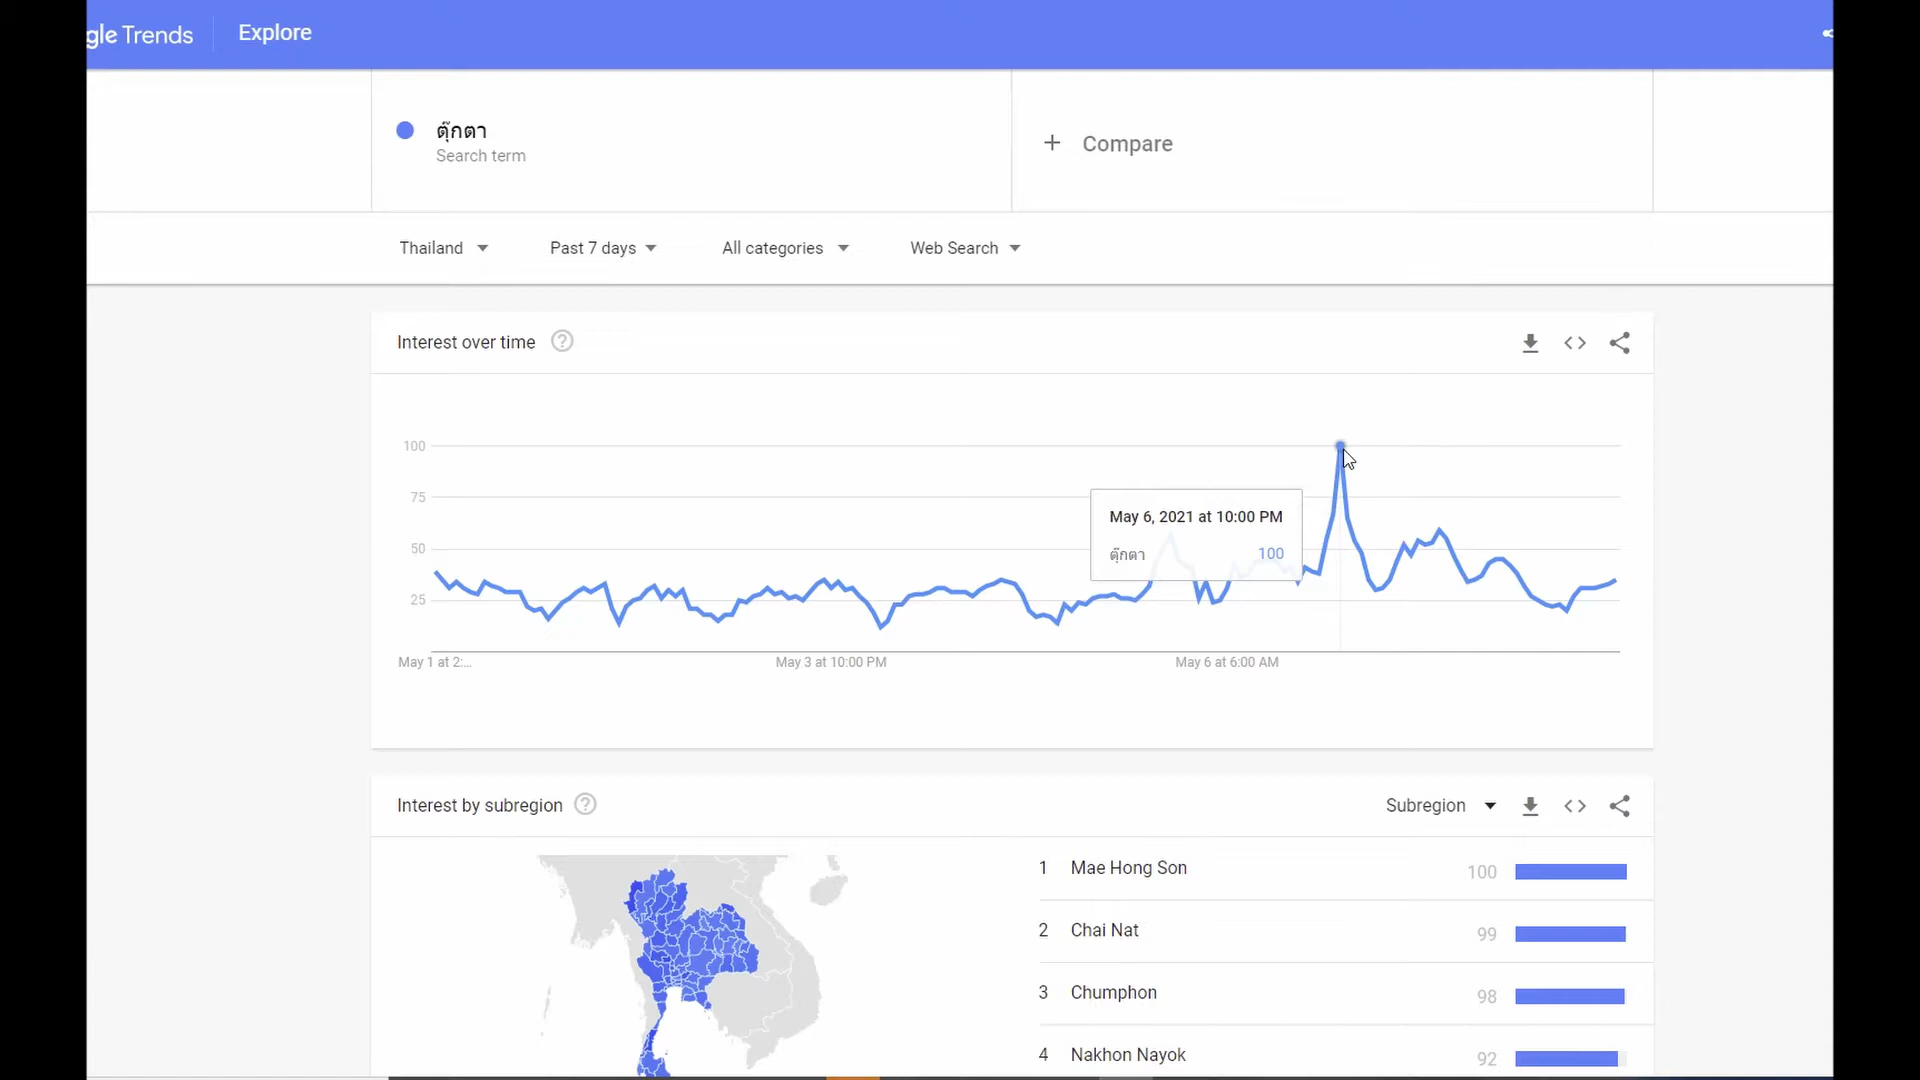 gle Trends
Explore
ตุ๊กตา
Search term
+ Compare
Thailand
Past 7 days
All categories
Web Search
Interest over time
100
75
50
25
May 6, 2021 at 10:00 PM
ตุ๊กตา 100
May 1 at 2:...
May 3 at 10:00 PM
May 6 at 6:00 AM
Interest by subregion
Subregion
1 Mae Hong Son 100
2 Chai Nat 99
3 Chumphon 98
4 Nakhon Nayok 92